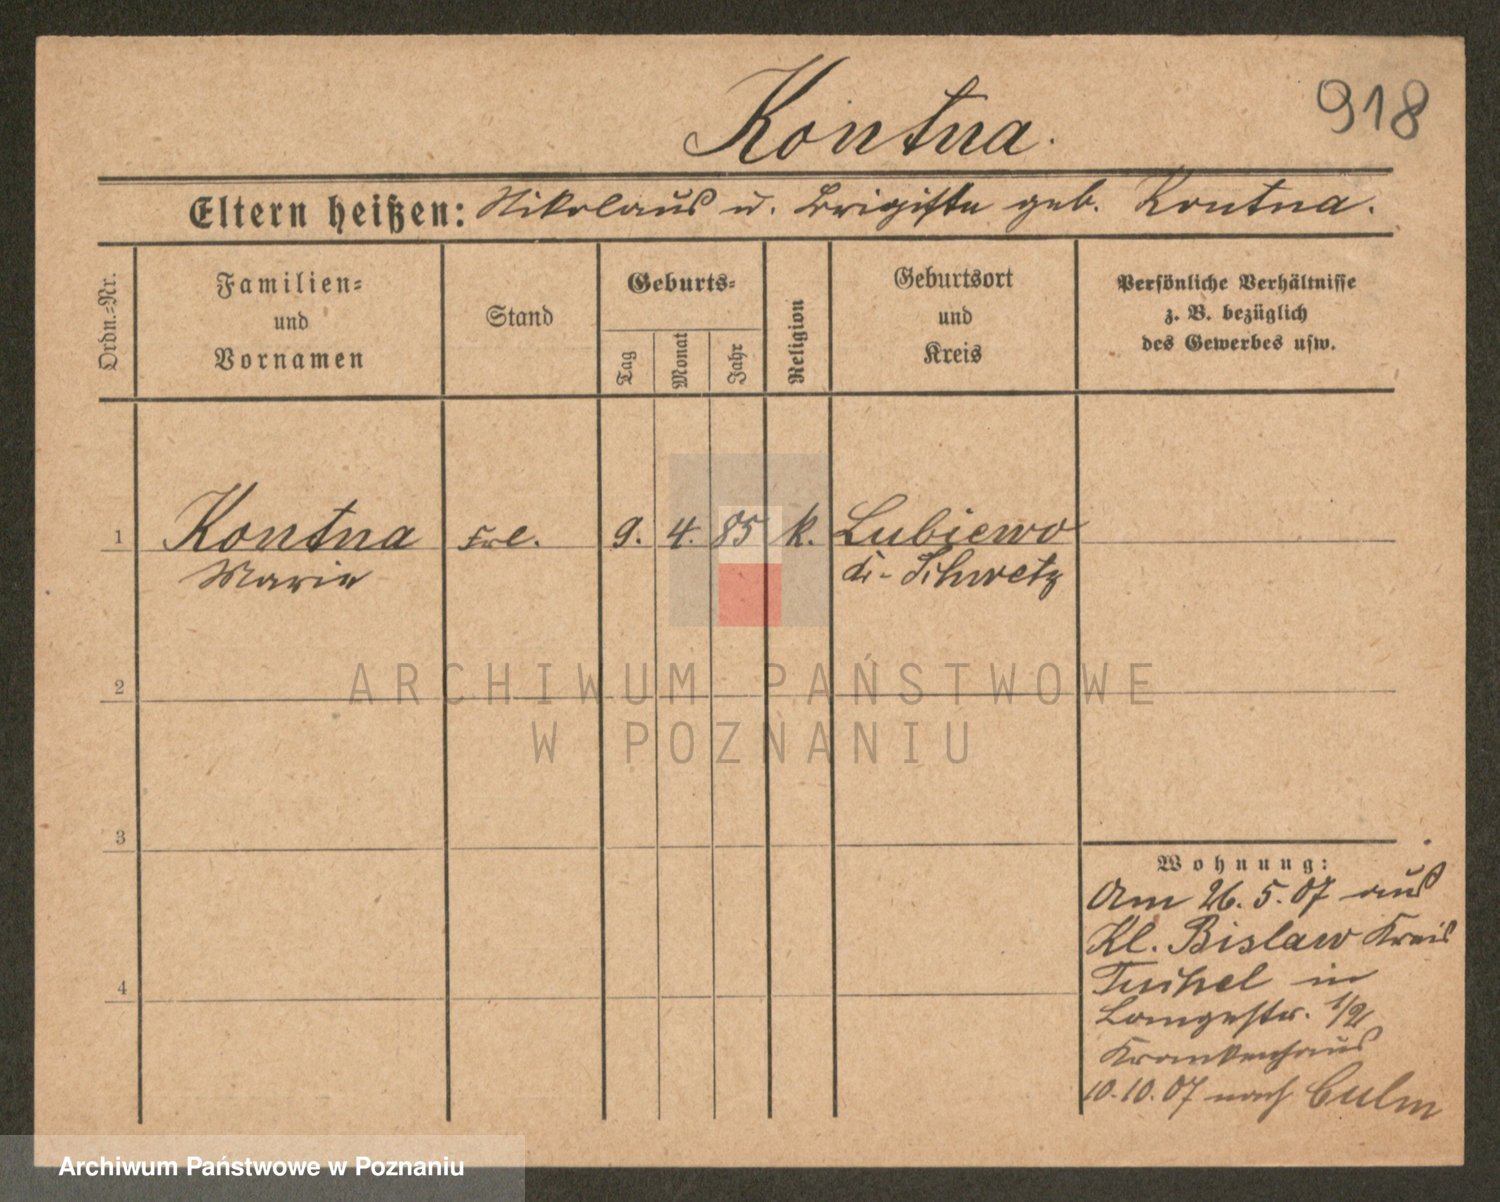 918
Kontna.
Eltern heißen: Nikolaus u. Brigitte geb. Kontna.
Ordn.-Nr.
Familien-
und
Vornamen
Stand
Geburts-
Tag
Monat
Jahr
Religion
Geburtsort
und
Kreis
Persönliche Verhältnisse
z. B. bezüglich
des Gewerbes usw.
1 Kontna Frl. 9. 4. 85 k. Lubiewo
Marie Schwetz
2
3
4
Wohnung:
Am 26. 5. 07 aus
Kl. Bislaw Kreis
Tuchel in
Langestr. 1/2
Krankenhaus
10.10.07 nach Culm
ARCHIWUM PAŃSTWOWE
W POZNANIU
Archiwum Państwowe w Poznaniu